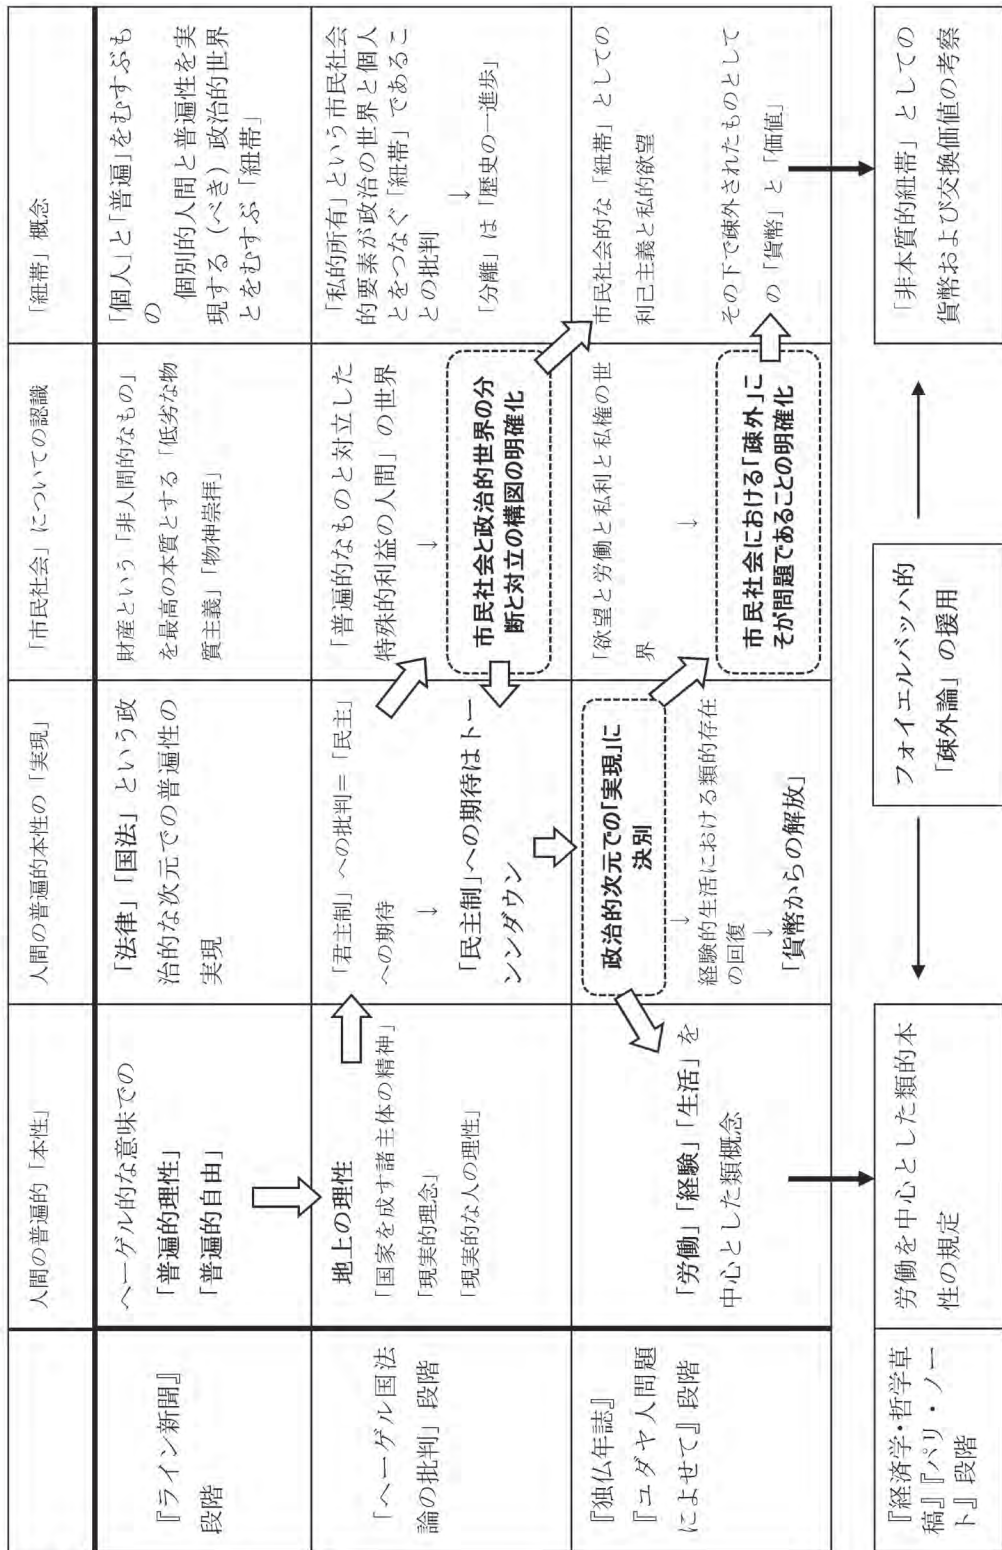 人間の普遍的「本性」
人間の普遍的本性の「実現」
「市民社会」についての認識
「紐帯」概念
『ライン新聞』
段階
ヘーゲル的な意味での
「普遍的理性」
「普遍的自由」
「法律」「国法」という政
治的な次元での普遍性の
実現
財産という「非人間的なもの」
を最高の本質とする「低劣な物
質主義」「物神崇拝」
「個人」と「普遍」をむすぶも
の
個別的人間と普遍性を実
現する（べき）政治的世界
とをむすぶ「紐帯」
「ヘーゲル国法
論の批判」段階
地上の理性
「国家を成す諸主体の精神」
「現実的理念」
「現実的な人の理性」
「君主制」への批判＝「民主」
への期待
↓
「民主制」への期待はトー
ンンダウン
「普遍的なものと対立した
特殊的利益の人間」の世界
↓
市民社会と政治的世界の分
断と対立の構図の明確化
「私的所有」という市民社会
的要素が政治の世界と個人
とをつなぐ「紐帯」であるこ
との批判
↓
「分離」は「歴史の一進歩」
『独仏年誌』
『ユダヤ人問題
によせて』段階
「労働」「経験」「生活」を
中心とした類概念
政治的次元での「実現」に
決別
↓
経験的生活における類的存在
の回復
↓
「貨幣からの解放」
「欲望と労働と私利と私権の世
界
↓
市民社会における「疎外」こ
そが問題であることの明確化
市民社会的な「紐帯」としての
利己主義と私的欲望
その下で疎外されたものとして
の「貨幣」と「価値」
『経済学・哲学草
稿』『パリ・ノー
ト』段階
労働を中心とした類的本
性の規定
フォイエルバッハ的
「疎外論」の援用
「非本質的紐帯」としての
貨幣および交換価値の考察